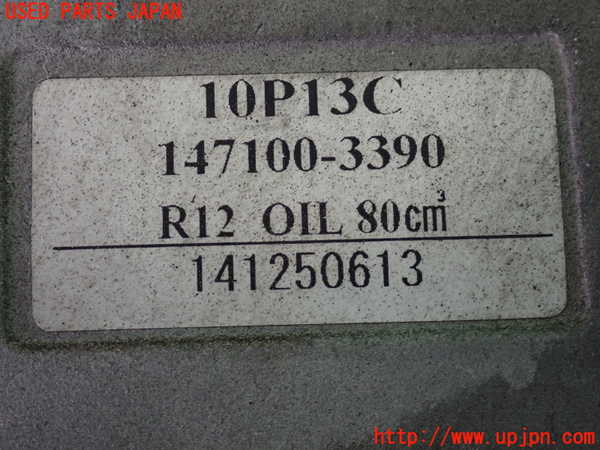 USED PARTS JAPAN
10P13C
147100-3390
R12 OIL 80cm³
141250613
http://www.upjpn.com/